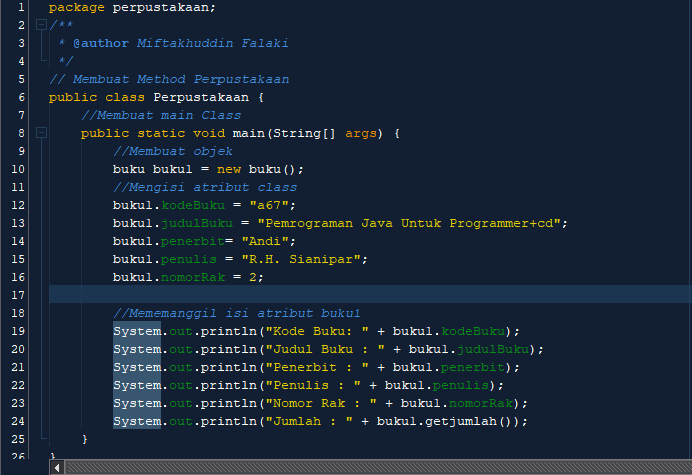 1 package perpustakaan;
2 /**
3 * @author Miftakhuddin Falaki
4 */
5 // Membuat Method Perpustakaan
6 public class Perpustakaan {
7 //Membuat main Class
8 public static void main(String[] args) {
9 //Membuat objek
10 buku buku1 = new buku();
11 //Mengisi atribut class
12 buku1.kodeBuku = "a67";
13 buku1.judulBuku = "Pemrograman Java Untuk Programmer+cd";
14 buku1.penerbit= "Andi";
15 buku1.penulis = "R.H. Sianipar";
16 buku1.nomorRak = 2;
17
18 //Mememanggil isi atribut buku1
19 System.out.println("Kode Buku: " + buku1.kodeBuku);
20 System.out.println("Judul Buku : " + buku1.judulBuku);
21 System.out.println("Penerbit : " + buku1.penerbit);
22 System.out.println("Penulis : " + buku1.penulis);
23 System.out.println("Nomor Rak : " + buku1.nomorRak);
24 System.out.println("Jumlah : " + buku1.getjumlah());
25 }
26 }